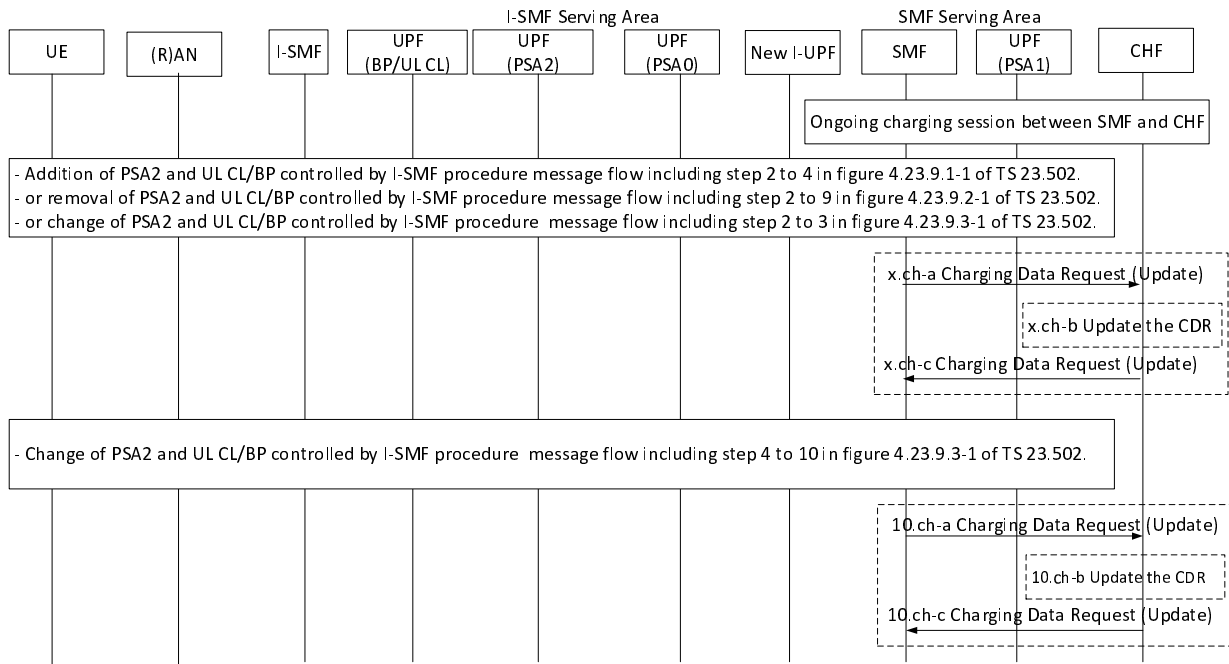 I-SMF Serving Area
SMF Serving Area
UE
(R)AN
I-SMF
UPF
(BP/UL CL)
UPF
(PSA2)
UPF
(PSA0)
New I-UPF
SMF
UPF
(PSA1)
CHF
Ongoing charging session between SMF and CHF
- Addition of PSA2 and UL CL/BP controlled by I-SMF procedure message flow including step 2 to 4 in figure 4.23.9.1-1 of TS 23.502.
- or removal of PSA2 and UL CL/BP controlled by I-SMF procedure message flow including step 2 to 9 in figure 4.23.9.2-1 of TS 23.502.
- or change of PSA2 and UL CL/BP controlled by I-SMF procedure message flow including step 2 to 3 in figure 4.23.9.3-1 of TS 23.502.
x.ch-a Charging Data Request (Update)
x.ch-b Update the CDR
x.ch-c Charging Data Request (Update)
- Change of PSA2 and UL CL/BP controlled by I-SMF procedure message flow including step 4 to 10 in figure 4.23.9.3-1 of TS 23.502.
10.ch-a Charging Data Request (Update)
10.ch-b Update the CDR
10.ch-c Charging Data Request (Update)